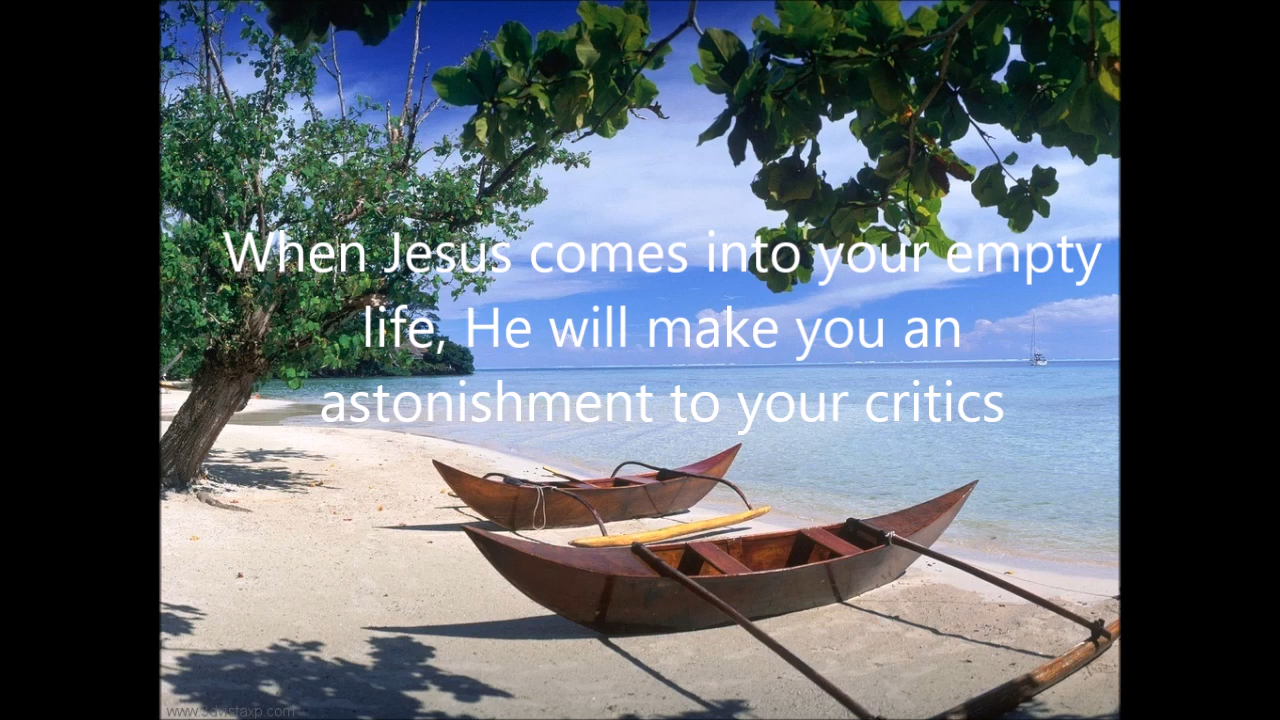 When Jesus comes into your empty
life, He will make you an
astonishment to your critics